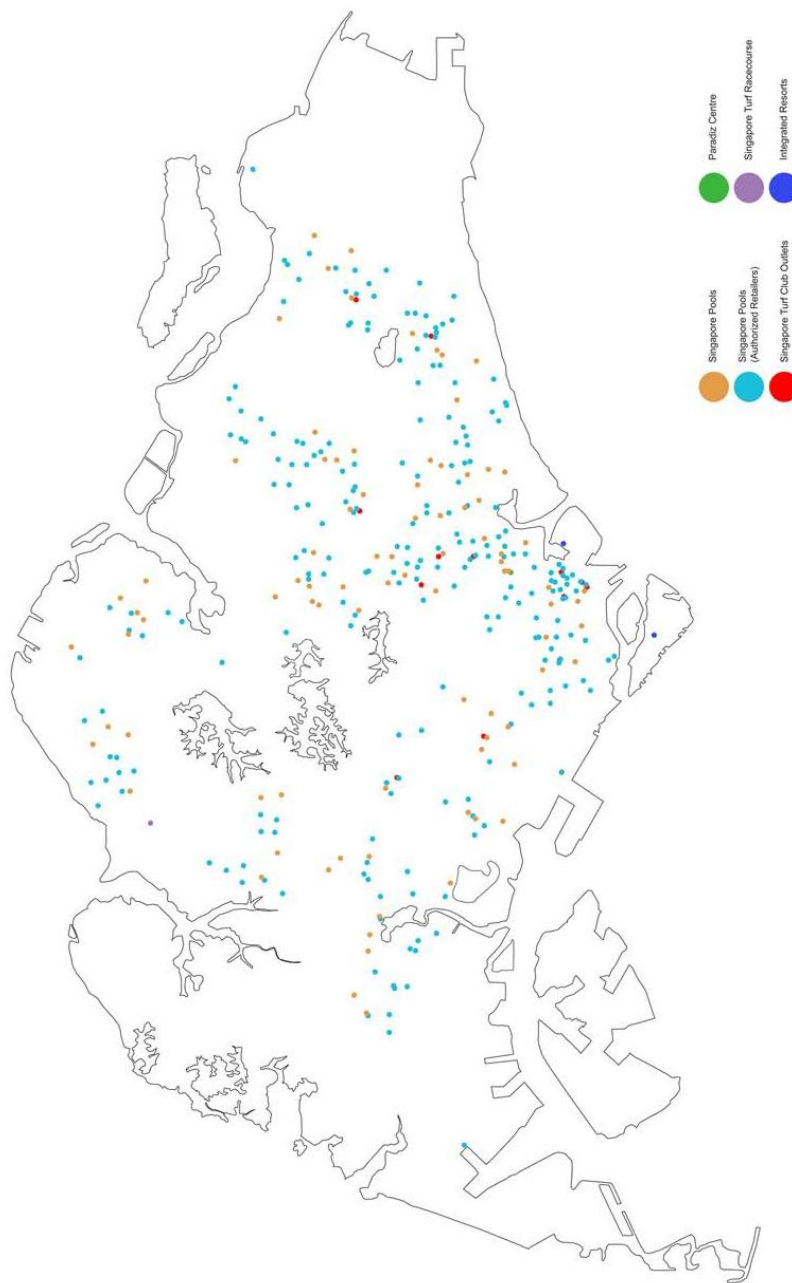 Singapore Pools
Singapore Pools
(Authorized Retailers)
Singapore Turf Club Outlets
Paradiz Centre
Singapore Turf Racecourse
Integrated Resorts